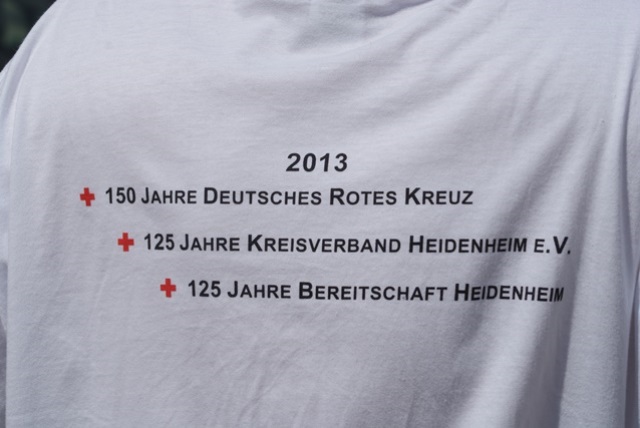 2013
150 JAHRE DEUTSCHES ROTES KREUZ
125 JAHRE KREISVERBAND HEIDENHEIM E.V.
125 JAHRE BEREITSCHAFT HEIDENHEIM